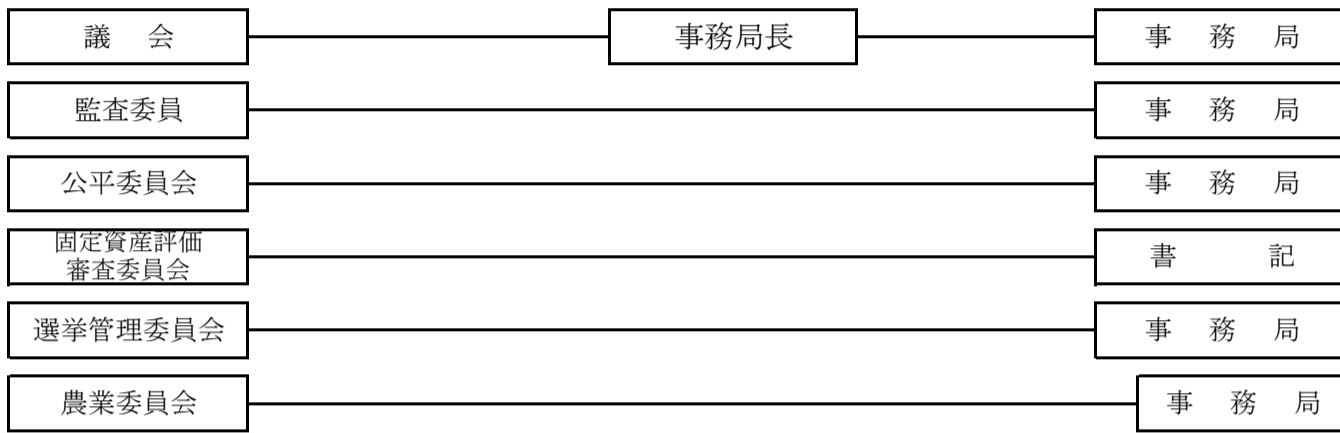 議　会　事務局長　事　務　局
監査委員　事　務　局
公平委員会　事　務　局
固定資産評価
審査委員会　書　記
選挙管理委員会　事　務　局
農業委員会　事　務　局